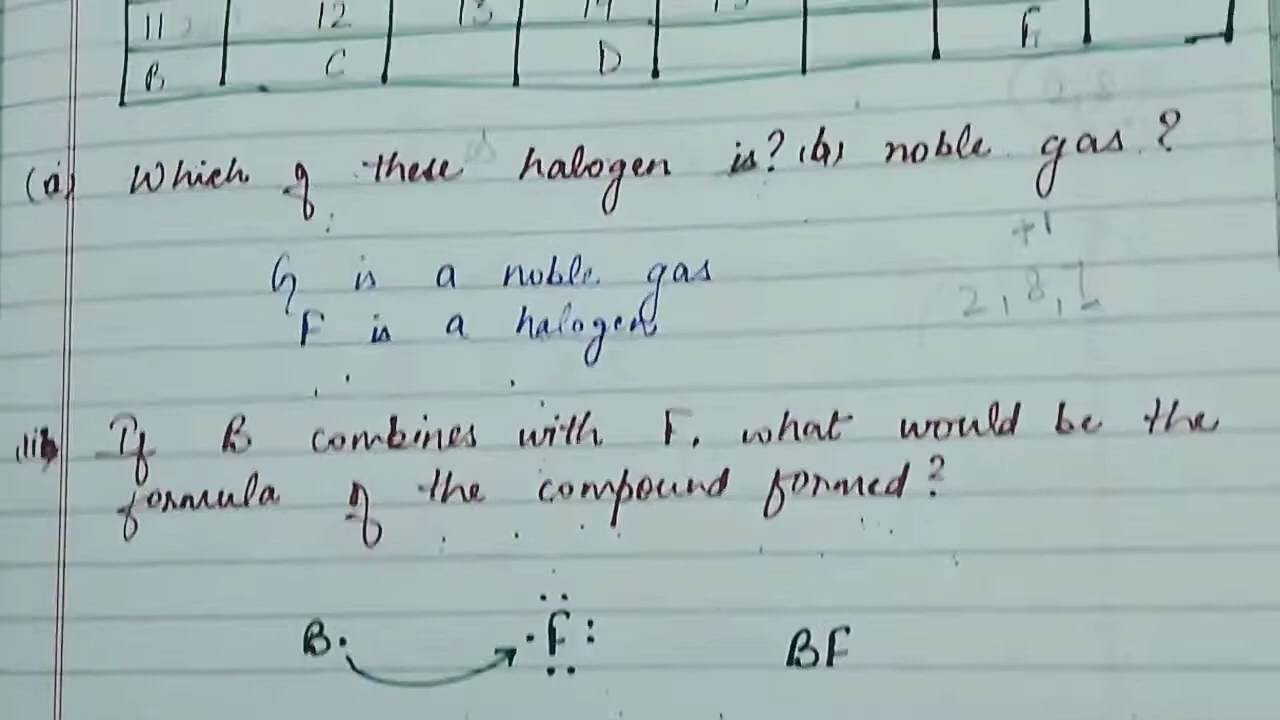 11 12 13 14 15
B C D F
(a) Which of these halogen is? (b) noble gas?
+1
G is a noble gas
2,8,1
F is a halogen
If B combines with F, what would be the
formula of the compound formed?
B. F BF